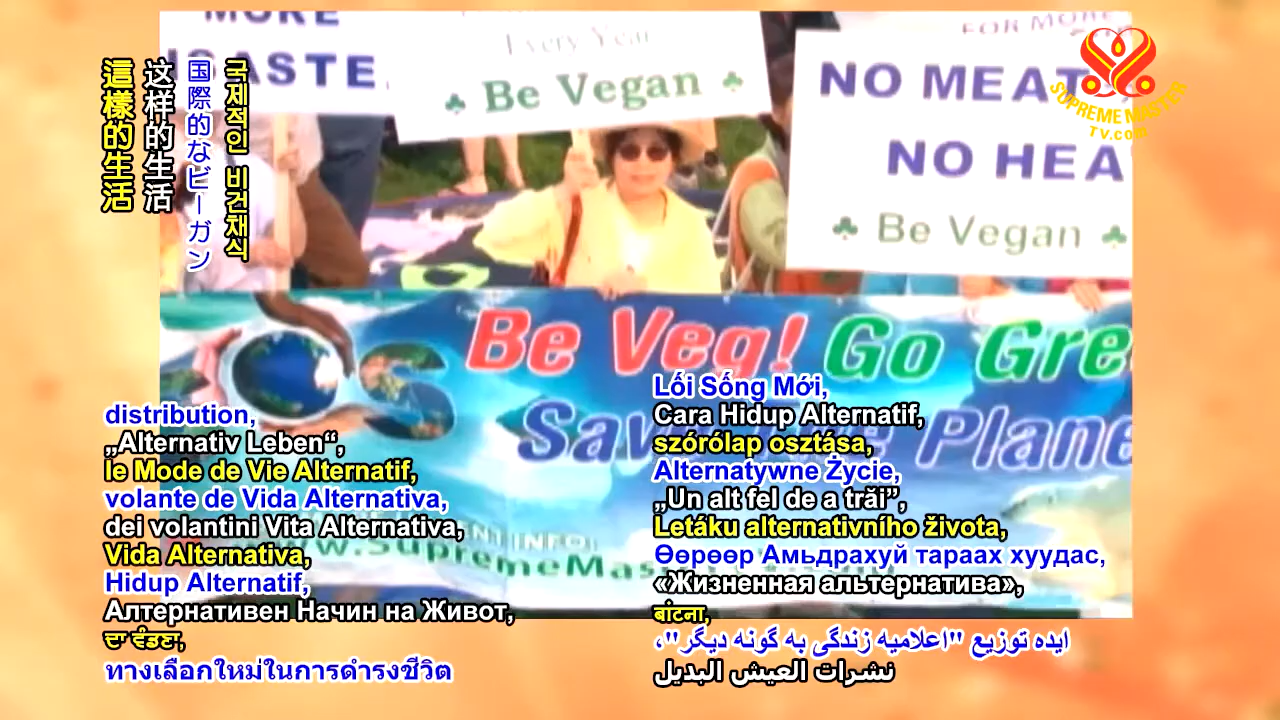 MORE
ISASTE
Every Year
Be Vegan
FOR MORE
NO MEAT,
NO HEA
Be Vegan
SUPREME MASTER
TV.com
這樣的生活
这样的生活
国際的なビーガン
국제적인 비건채식
Be Veg! Go Gre
Save The Plane
INFO:
www.SupremeMas
distribution,
„Alternativ Leben“,
le Mode de Vie Alternatif,
volante de Vida Alternativa,
dei volantini Vita Alternativa,
Vida Alternativa,
Hidup Alternatif,
Алтернативен Начин на Живот,
ਦਾ ਵੰਡਣਾ,
ทางเลือกใหม่ในการดำรงชีวิต
Lối Sống Mới,
Cara Hidup Alternatif,
szórólap osztása,
Alternatywne Życie,
„Un alt fel de a trăi”,
Letáku alternativního života,
Өөрөөр Амьдрахуй тараах хуудас,
«Жизненная альтернатива»,
बांटना,
ایده توزیع "اعلامیه زندگی به گونه دیگر"،
نشرات العيش البديل